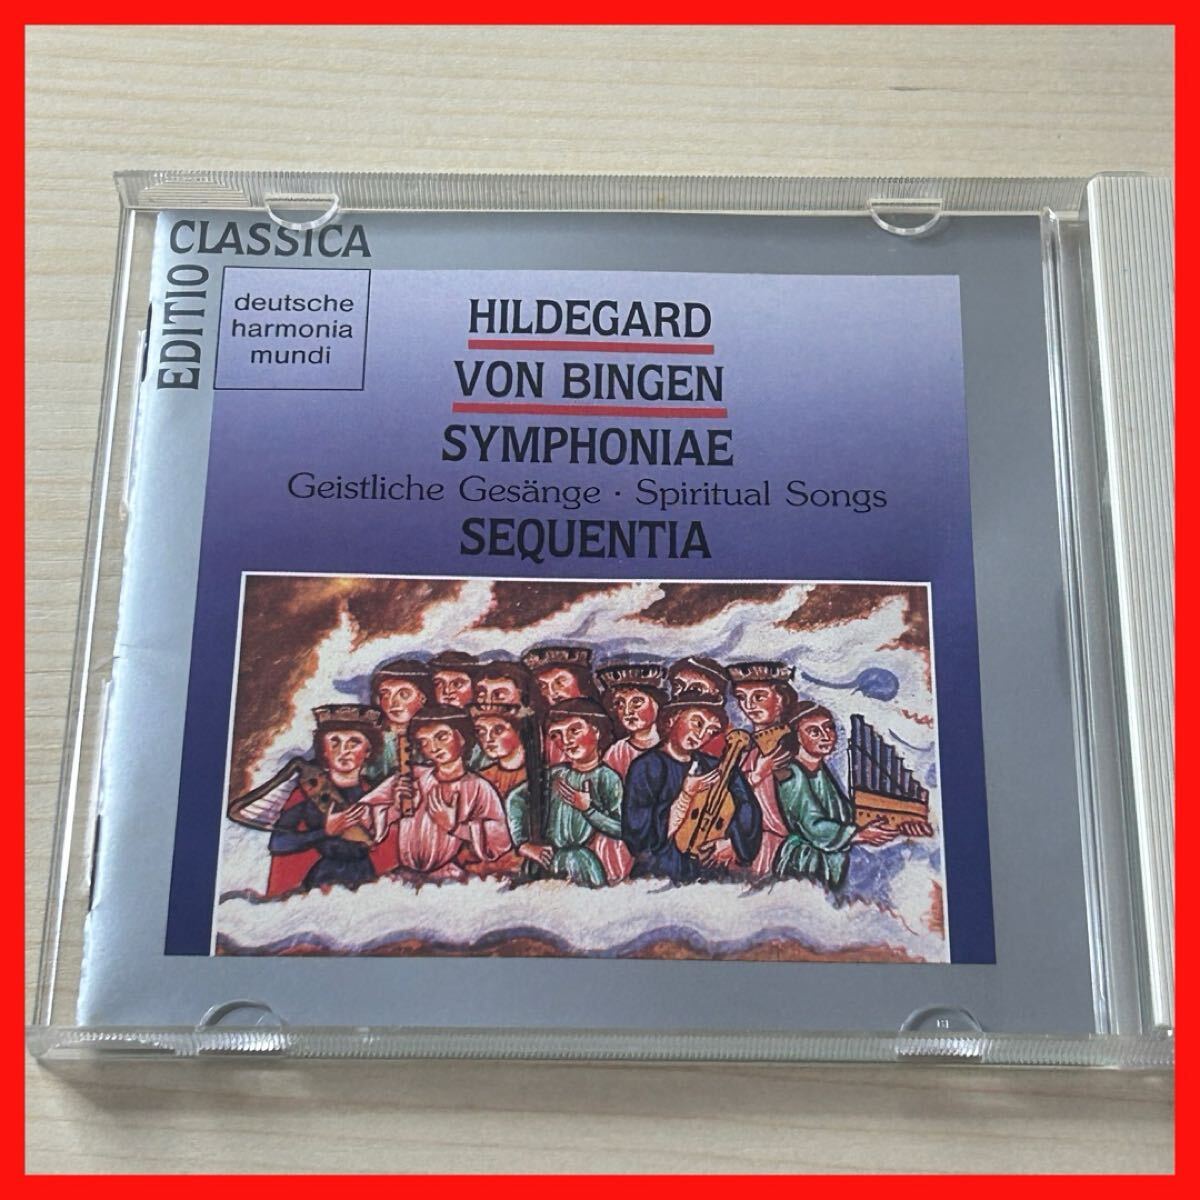 EDITIO CLASSICA
deutsche
harmonia
mundi
HILDEGARD
VON BINGEN
SYMPHONIAE
Geistliche Gesänge · Spiritual Songs
SEQUENTIA